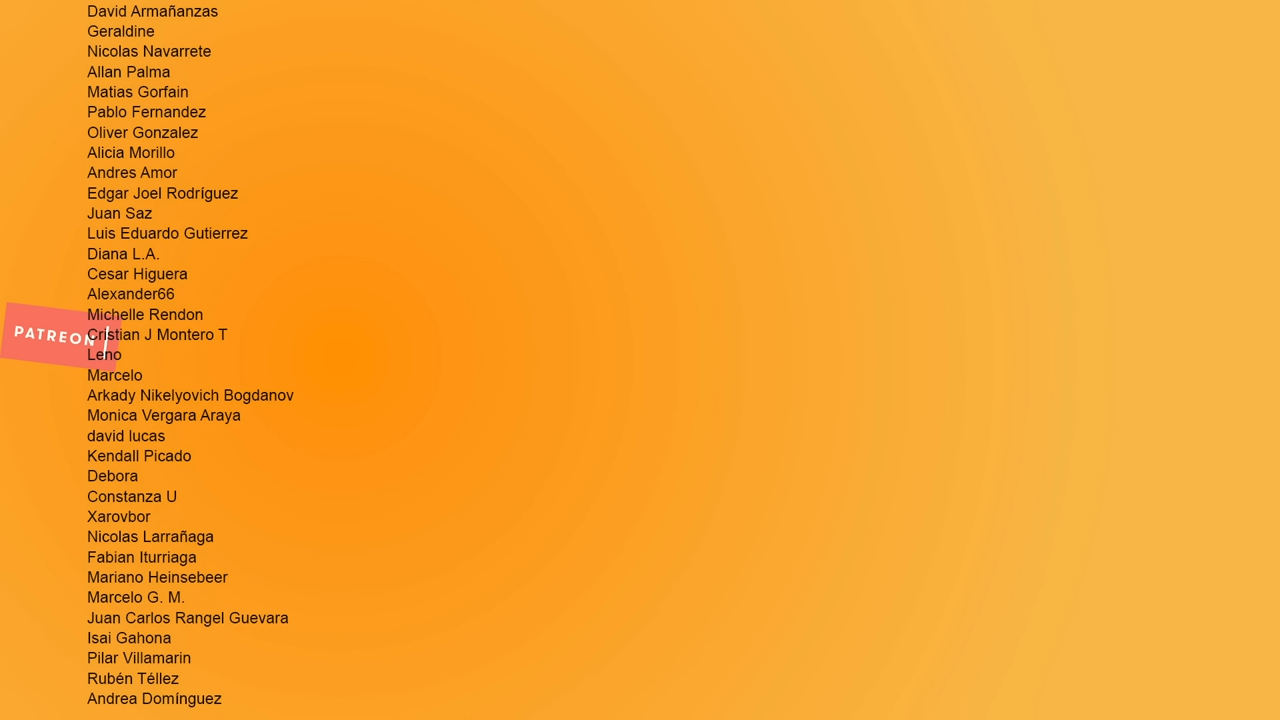 David Armañanzas
Geraldine
Nicolas Navarrete
Allan Palma
Matias Gorfain
Pablo Fernandez
Oliver Gonzalez
Alicia Morillo
Andres Amor
Edgar Joel Rodríguez
Juan Saz
Luis Eduardo Gutierrez
Diana L.A.
Cesar Higuera
Alexander66
Michelle Rendon
PATREON
Cristian J Montero T
Leno
Marcelo
Arkady Nikelyovich Bogdanov
Monica Vergara Araya
david lucas
Kendall Picado
Debora
Constanza U
Xarovbor
Nicolas Larrañaga
Fabian Iturriaga
Mariano Heinsebeer
Marcelo G. M.
Juan Carlos Rangel Guevara
Isai Gahona
Pilar Villamarin
Rubén Téllez
Andrea Domínguez